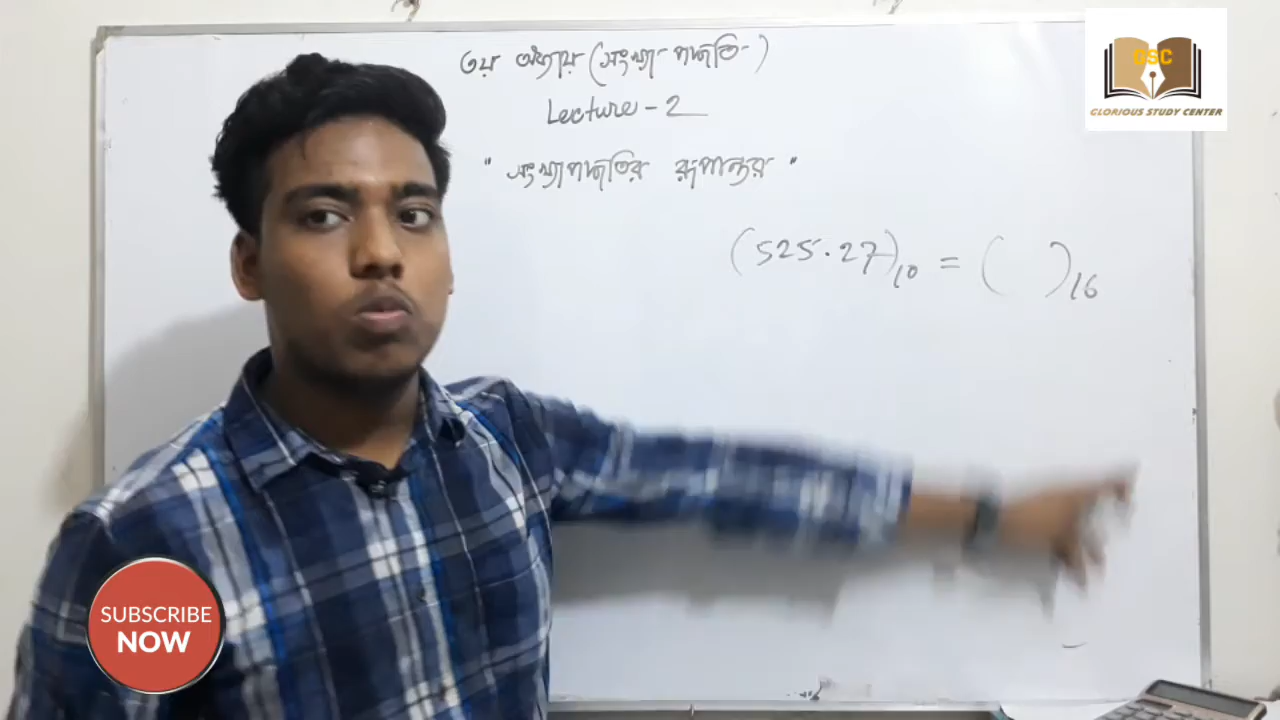 ৩য় অধ্যায় (সংখ্যা পদ্ধতি)
Lecture - 2
"সংখ্যাপদ্ধতির রূপান্তর"
(525.27)10 = ( )16
GSC
GLORIOUS STUDY CENTER
SUBSCRIBE
NOW